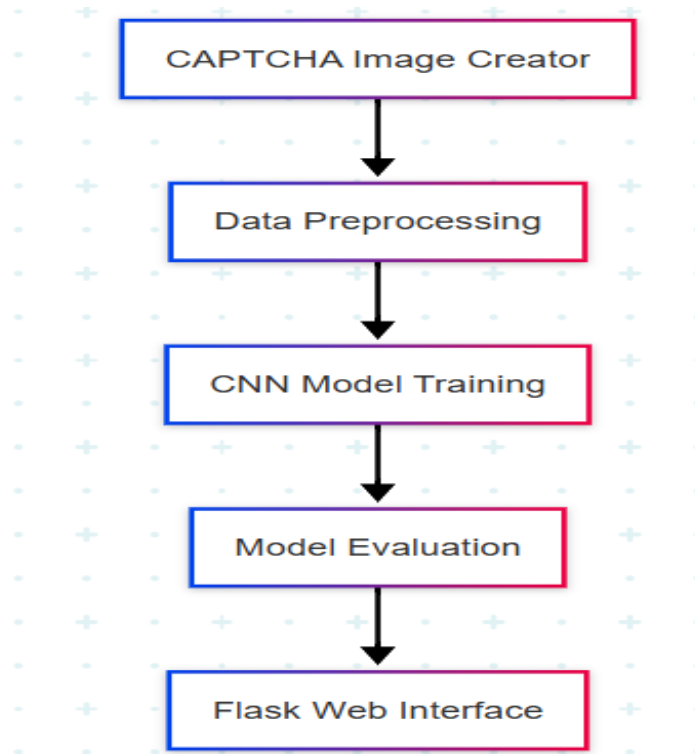 CAPTCHA Image Creator
Data Preprocessing
CNN Model Training
Model Evaluation
Flask Web Interface